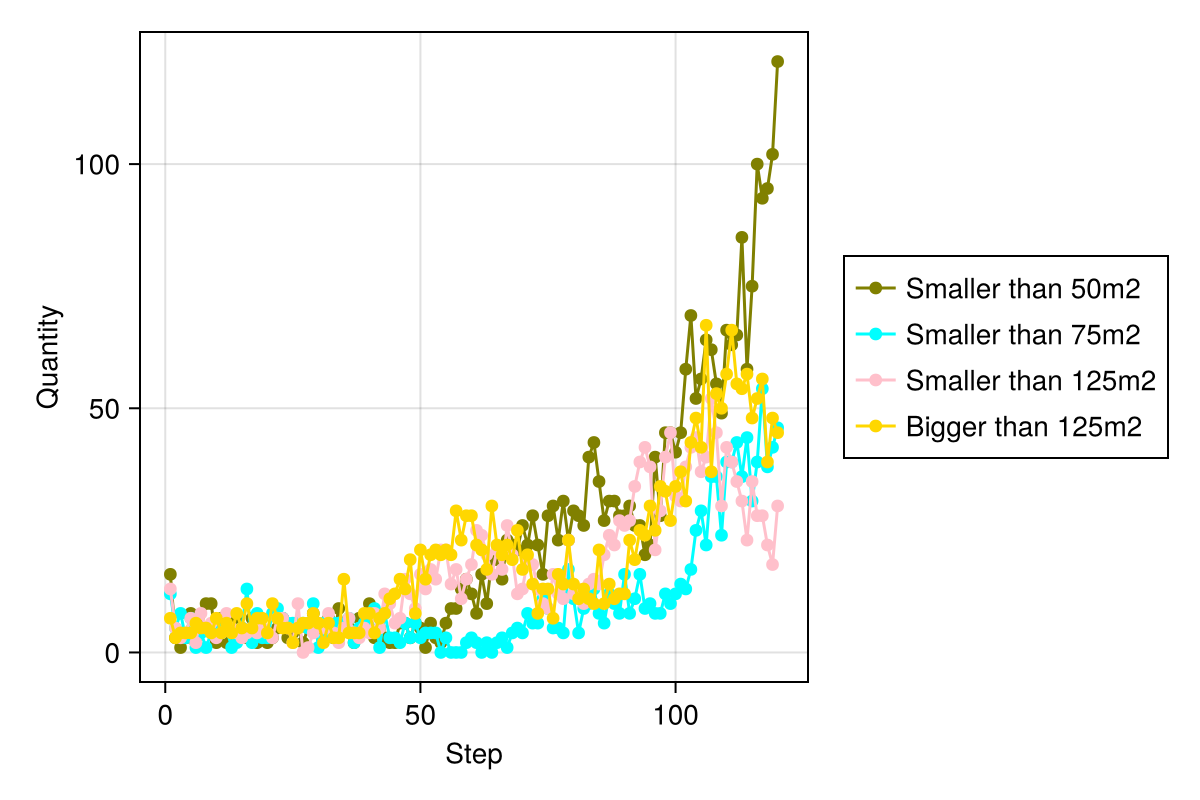 100
50
0
0
50
100
Quantity
Step
Smaller than 50m2
Smaller than 75m2
Smaller than 125m2
Bigger than 125m2